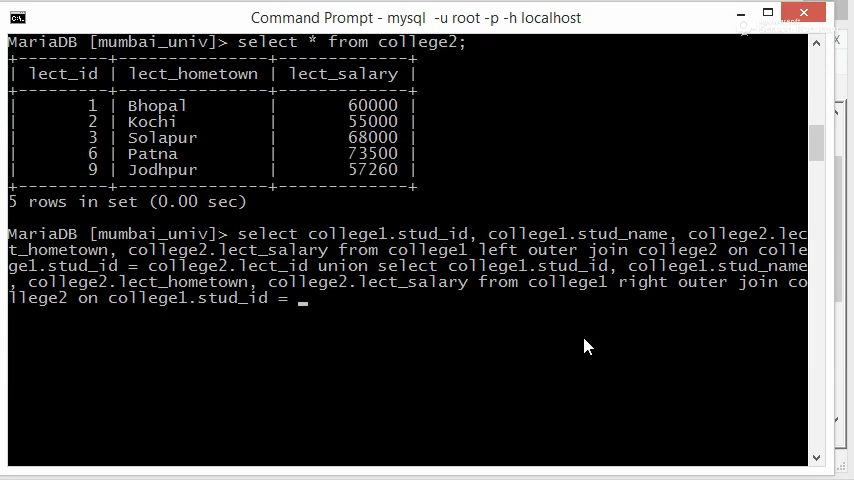 Command Prompt - mysql -u root -p -h localhost
MariaDB [mumbai_univ]> select * from college2;
+---------+---------------+-------------+
| lect_id | lect_hometown | lect_salary |
+---------+---------------+-------------+
|       1 | Bhopal        |       60000 |
|       2 | Kochi         |       55000 |
|       3 | Solapur       |       68000 |
|       6 | Patna         |       73500 |
|       9 | Jodhpur       |       57260 |
+---------+---------------+-------------+
5 rows in set (0.00 sec)
MariaDB [mumbai_univ]> select college1.stud_id, college1.stud_name, college2.lec
t_hometown, college2.lect_salary from college1 left outer join college2 on colle
ge1.stud_id = college2.lect_id union select college1.stud_id, college1.stud_name
, college2.lect_hometown, college2.lect_salary from college1 right outer join co
llege2 on college1.stud_id = _